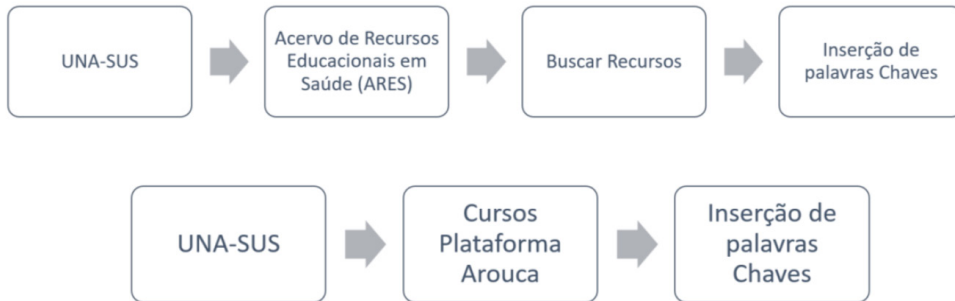 UNA-SUS
Acervo de Recursos
Educacionais em
Saúde (ARES)
Buscar Recursos
Inserção de
palavras Chaves
UNA-SUS
Cursos
Plataforma
Arouca
Inserção de
palavras
Chaves